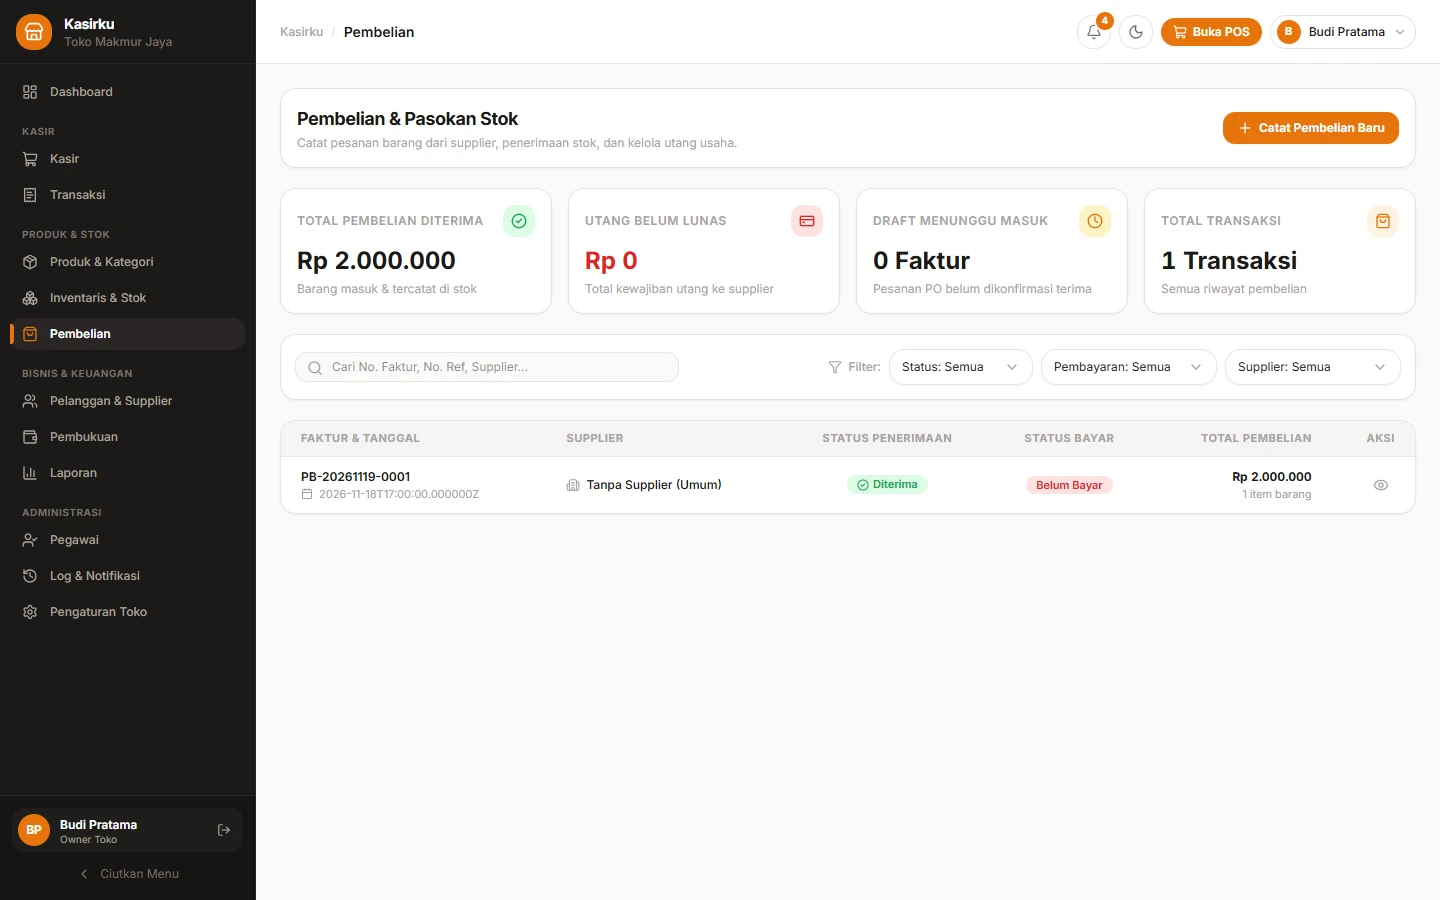 Kasirku
Toko Makmur Jaya
Dashboard
KASIR
Kasir
Transaksi
PRODUK & STOK
Produk & Kategori
Inventaris & Stok
Pembelian
BISNIS & KEUANGAN
Pelanggan & Supplier
Pembukuan
Laporan
ADMINISTRASI
Pegawai
Log & Notifikasi
Pengaturan Toko
BP
Budi Pratama
Owner Toko
Ciutkan Menu
Kasirku / Pembelian
4
Buka POS
B
Budi Pratama
Pembelian & Pasokan Stok
Catat pesanan barang dari supplier, penerimaan stok, dan kelola utang usaha.
Catat Pembelian Baru
TOTAL PEMBELIAN DITERIMA
Rp 2.000.000
Barang masuk & tercatat di stok
UTANG BELUM LUNAS
Rp 0
Total kewajiban utang ke supplier
DRAFT MENUNGGU MASUK
0 Faktur
Pesanan PO belum dikonfirmasi terima
TOTAL TRANSAKSI
1 Transaksi
Semua riwayat pembelian
Cari No. Faktur, No. Ref, Supplier...
Filter:
Status: Semua
Pembayaran: Semua
Supplier: Semua
FAKTUR & TANGGAL SUPPLIER STATUS PENERIMAAN STATUS BAYAR TOTAL PEMBELIAN AKSI
PB-20261119-0001
2026-11-18T17:00:00.000000Z
Tanpa Supplier (Umum)
Diterima
Belum Bayar
Rp 2.000.000
1 item barang